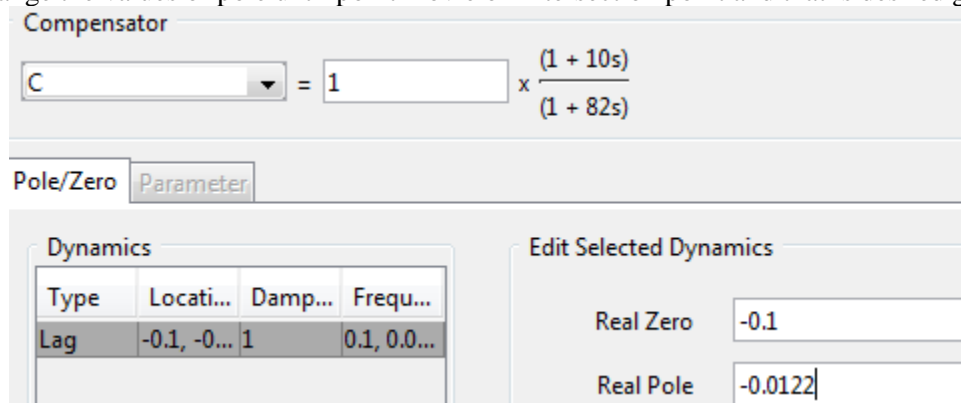 Compensator
C = 1 x (1 + 10s)
(1 + 82s)
Pole/Zero Parameter
Dynamics
Type Locati... Damp... Frequ...
Lag -0.1, -0... 1 0.1, 0.0...
Edit Selected Dynamics
Real Zero -0.1
Real Pole -0.0122